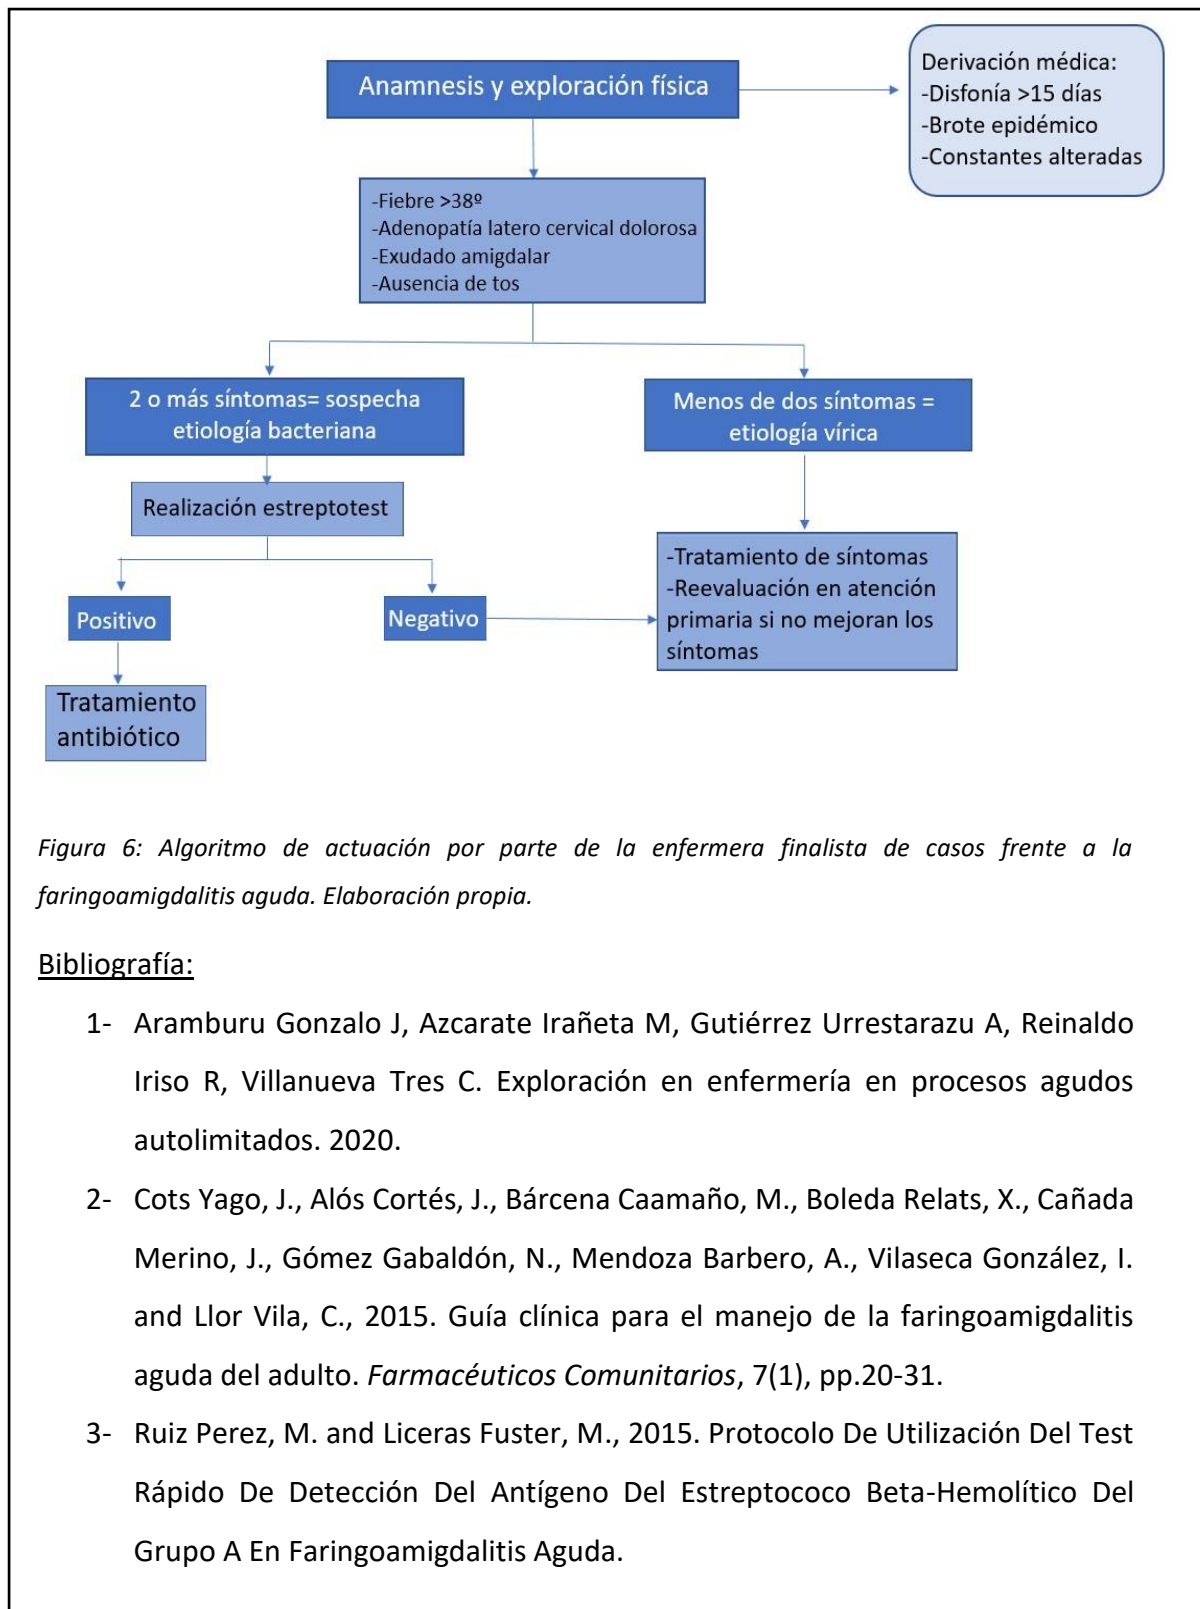 Anamnesis y exploración física
Derivación médica:
-Disfonía >15 días
-Brote epidémico
-Constantes alteradas
-Fiebre >38º
-Adenopatía latero cervical dolorosa
-Exudado amigdalar
-Ausencia de tos
2 o más síntomas= sospecha
etiología bacteriana
Menos de dos síntomas =
etiología vírica
Realización estreptotest
-Tratamiento de síntomas
-Reevaluación en atención
primaria si no mejoran los
síntomas
Positivo
Negativo
Tratamiento
antibiótico
Figura 6: Algoritmo de actuación por parte de la enfermera finalista de casos frente a la
faringoamigdalitis aguda. Elaboración propia.
Bibliografía:
1- Aramburu Gonzalo J, Azcarate Irañeta M, Gutiérrez Urrestarazu A, Reinaldo
Iriso R, Villanueva Tres C. Exploración en enfermería en procesos agudos
autolimitados. 2020.
2- Cots Yago, J., Alós Cortés, J., Bárcena Caamaño, M., Boleda Relats, X., Cañada
Merino, J., Gómez Gabaldón, N., Mendoza Barbero, A., Vilaseca González, I.
and Llor Vila, C., 2015. Guía clínica para el manejo de la faringoamigdalitis
aguda del adulto. Farmacéuticos Comunitarios, 7(1), pp.20-31.
3- Ruiz Perez, M. and Liceras Fuster, M., 2015. Protocolo De Utilización Del Test
Rápido De Detección Del Antígeno Del Estreptococo Beta-Hemolítico Del
Grupo A En Faringoamigdalitis Aguda.